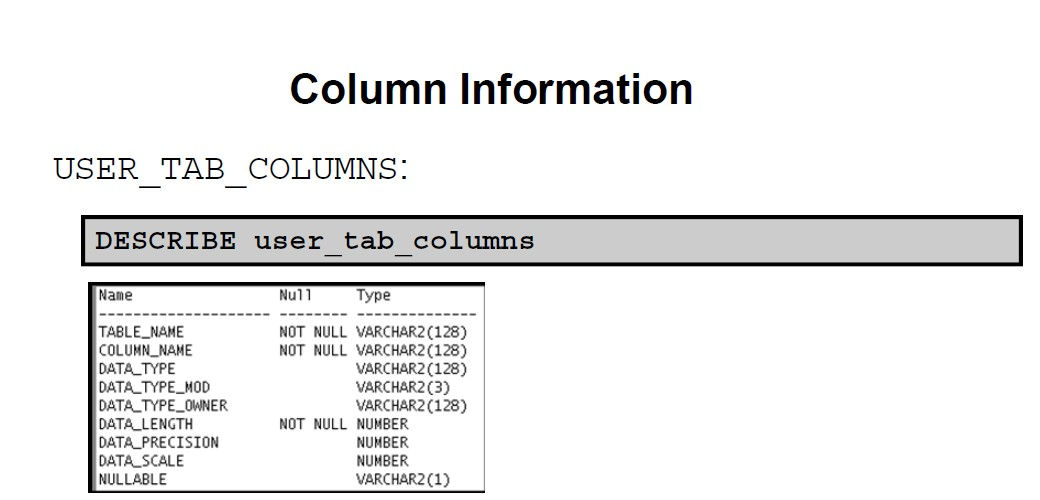 Column Information
USER_TAB_COLUMNS:
DESCRIBE user_tab_columns
Name Null Type
-------------------- -------- --------------
TABLE_NAME NOT NULL VARCHAR2(128)
COLUMN_NAME NOT NULL VARCHAR2(128)
DATA_TYPE VARCHAR2(128)
DATA_TYPE_MOD VARCHAR2(3)
DATA_TYPE_OWNER VARCHAR2(128)
DATA_LENGTH NOT NULL NUMBER
DATA_PRECISION NUMBER
DATA_SCALE NUMBER
NULLABLE VARCHAR2(1)